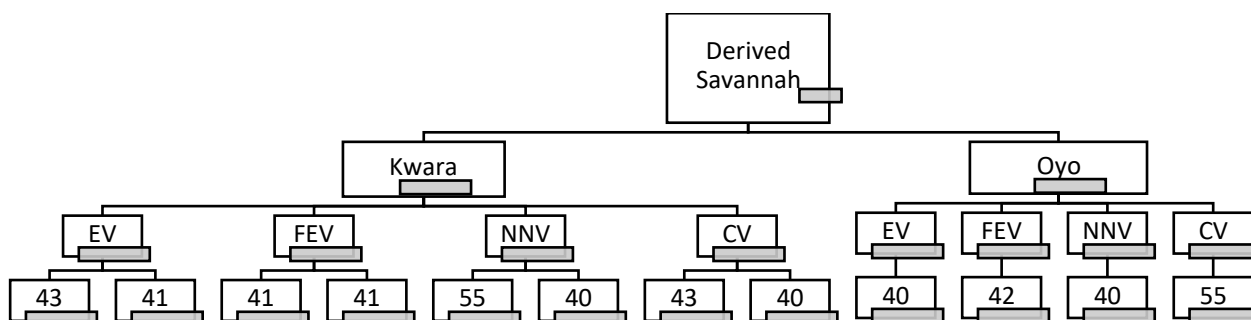 Derived
Savannah
Kwara
Oyo
EV
FEV
NNV
CV
EV
FEV
NNV
CV
43
41
41
41
55
40
43
40
40
42
40
55